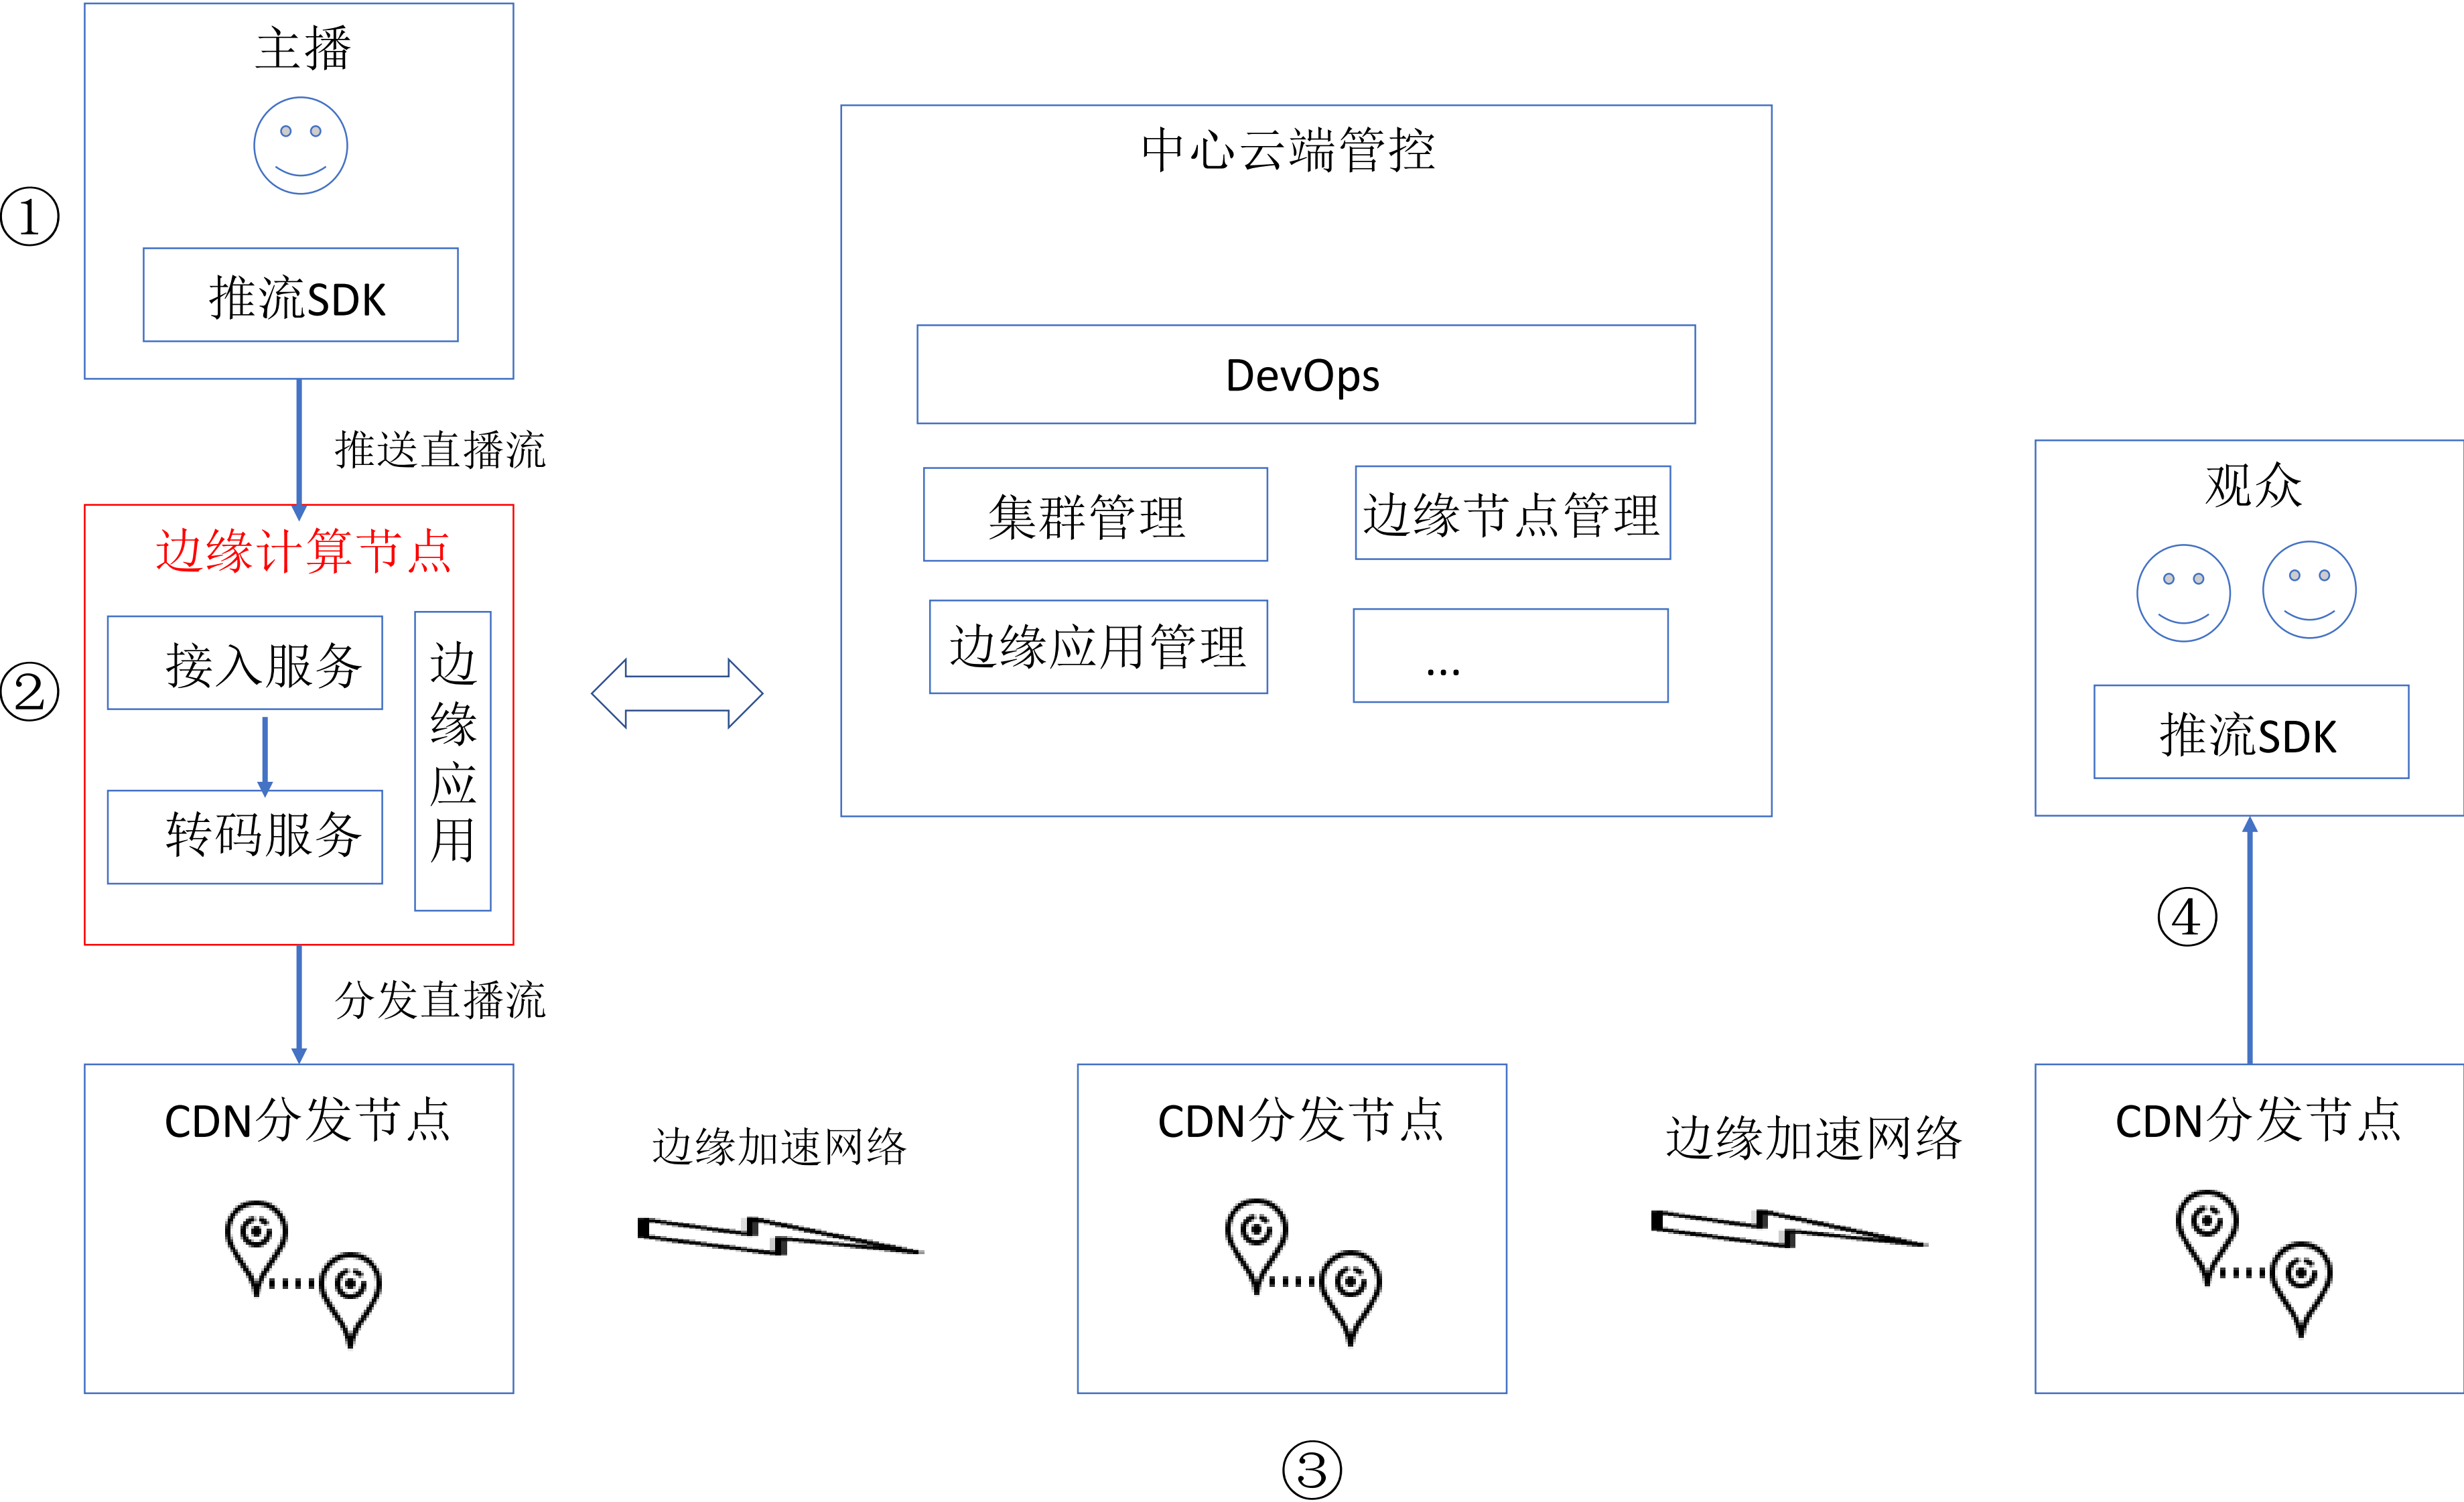 主播
①
推流SDK
推送直播流
边缘计算节点
②
接入服务
转码服务
边缘应用
分发直播流
中心云端管控
DevOps
集群管理
边缘节点管理
边缘应用管理
...
CDN分发节点
边缘加速网络
CDN分发节点
③
边缘加速网络
CDN分发节点
④
观众
推流SDK